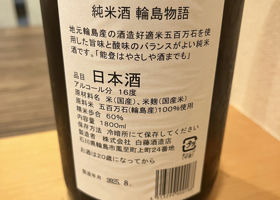 純米酒 輪島物語
地元輪島産の酒造好適米五百万石を使
用した旨味と酸味のバランスがよい純米
酒です。「能登はやさしや酒までも」
品目 日本酒
アルコール分 16度
原材料名 米(国産)、米麹(国産米)
原料米 五百万石(輪島産)100%使用
精米歩合 60%
内容量 1800ml
保存方法 冷暗所にて保存してください
製造者 株式会社 白藤酒造店
石川県輪島市鳳至町上町24番地
お酒は20歳になってから
製造年月 2025. 8